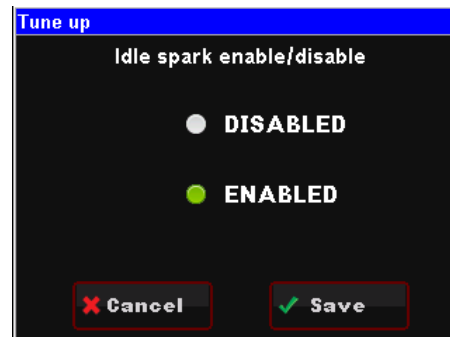 Tune up
Idle spark enable/disable
DISABLED
ENABLED
Cancel
Save